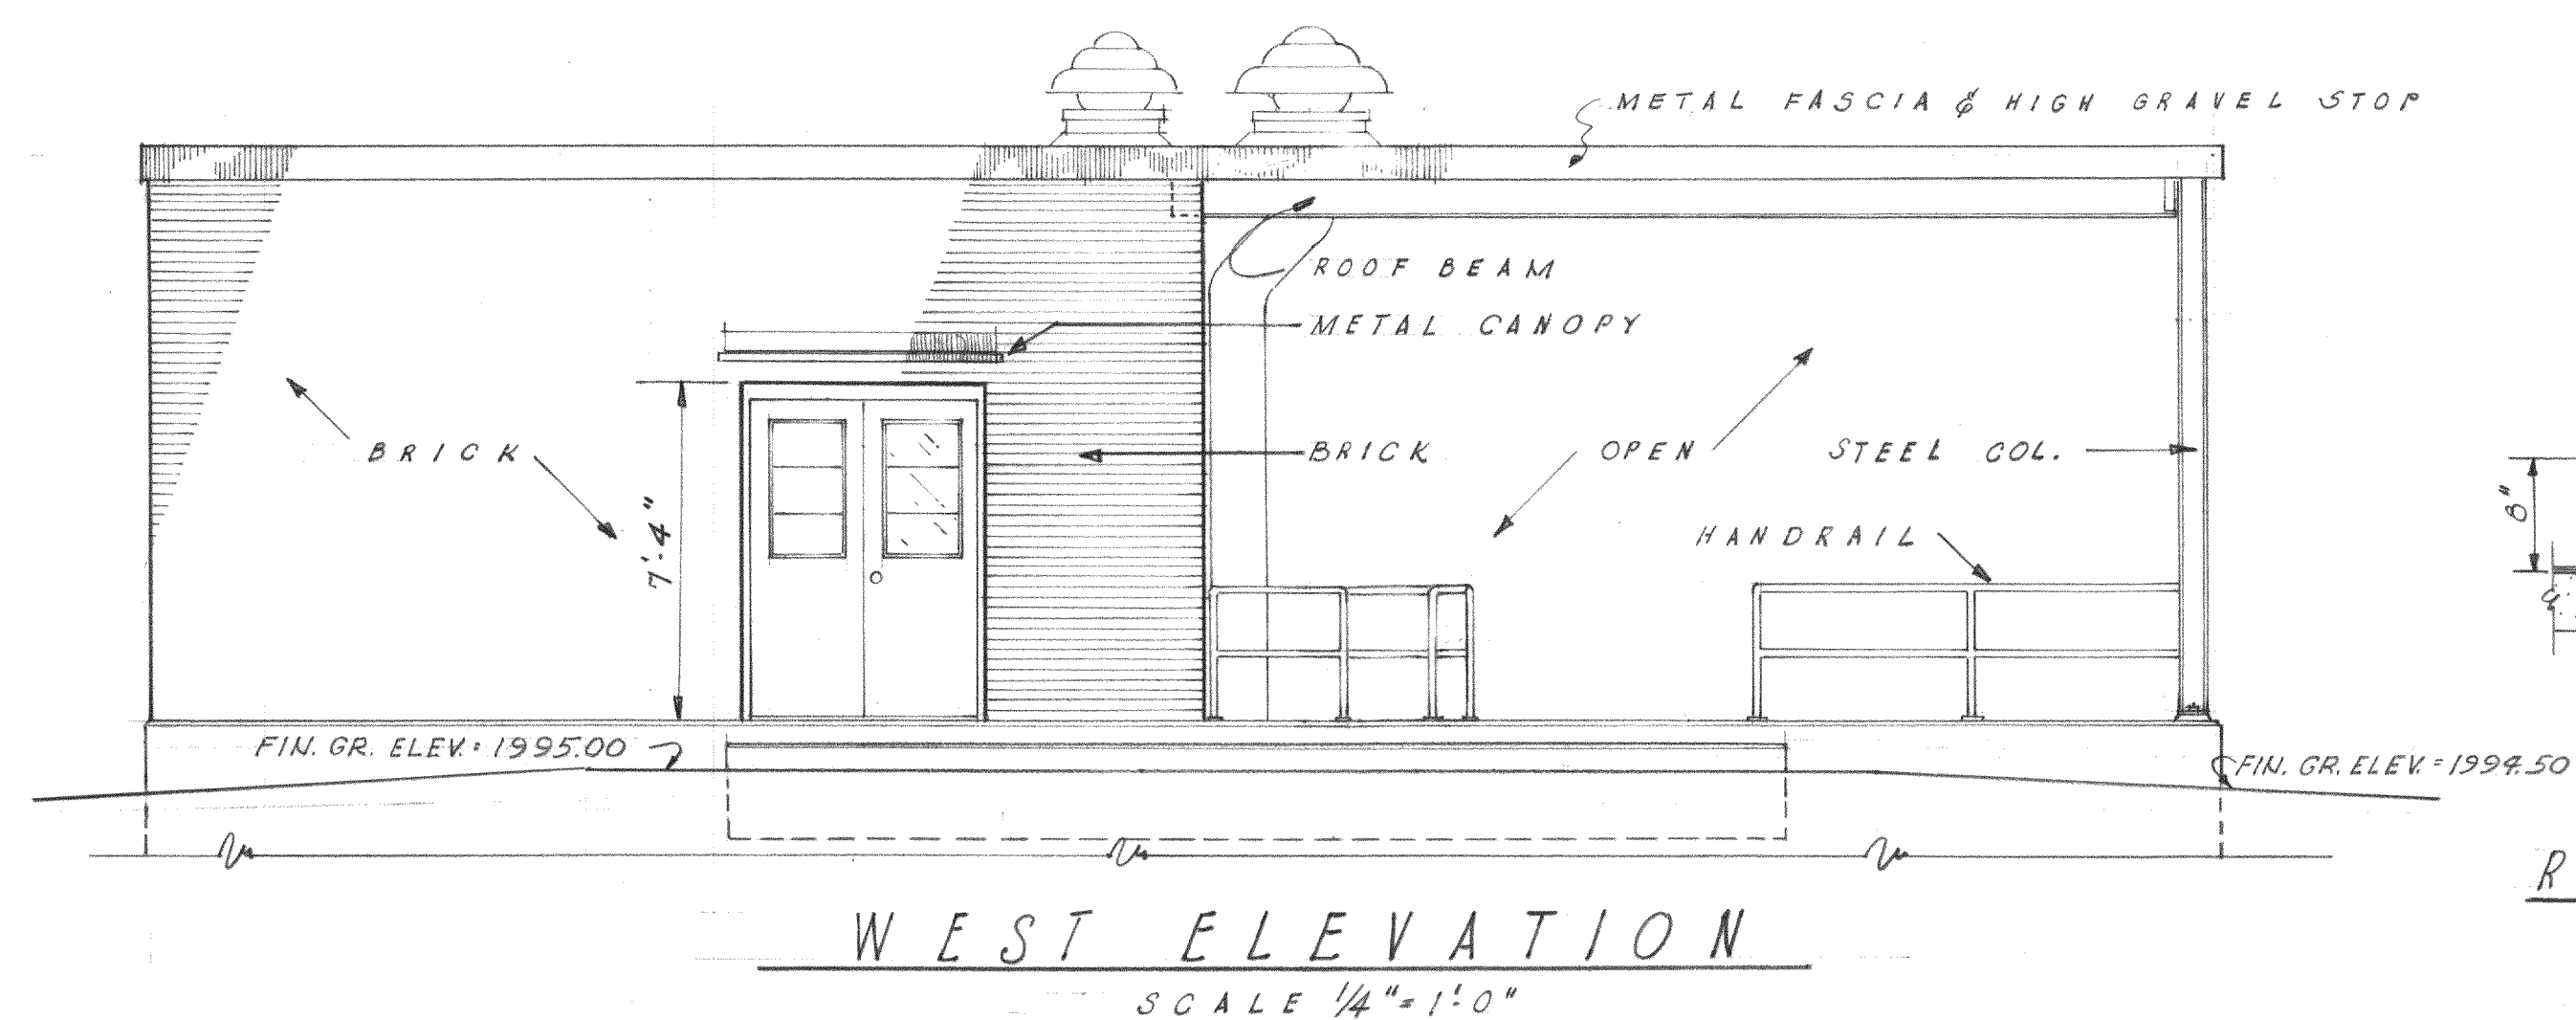 METAL FASCIA & HIGH GRAVEL STOP
ROOF BEAM
METAL CANOPY
BRICK
BRICK
OPEN
STEEL COL.
HANDRAIL
7'-4"
8"
FIN. GR. ELEV. = 1995.00
FIN. GR. ELEV. = 1994.50
R
WEST ELEVATION
SCALE 1/4" = 1'-0"